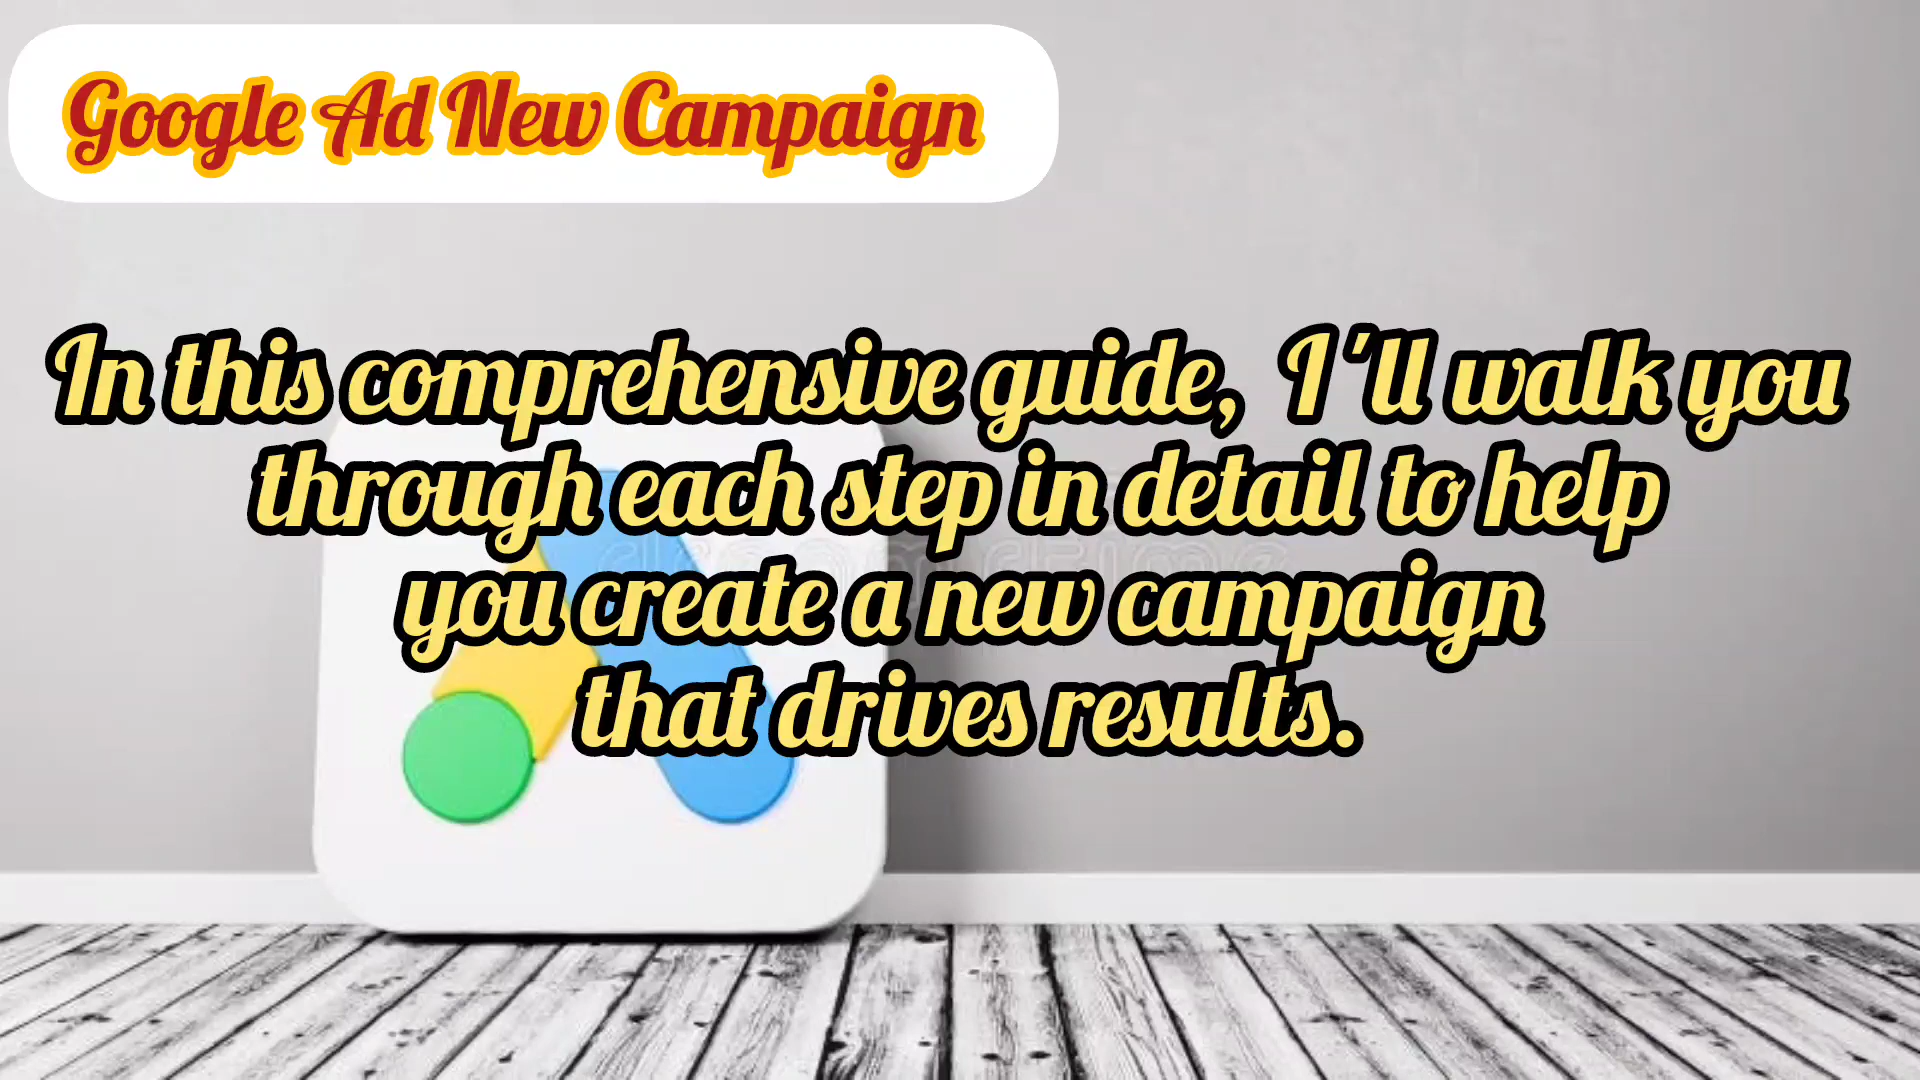 Google Ad New Campaign
In this comprehensive guide, I'll walk you
through each step in detail to help
you create a new campaign
that drives results.